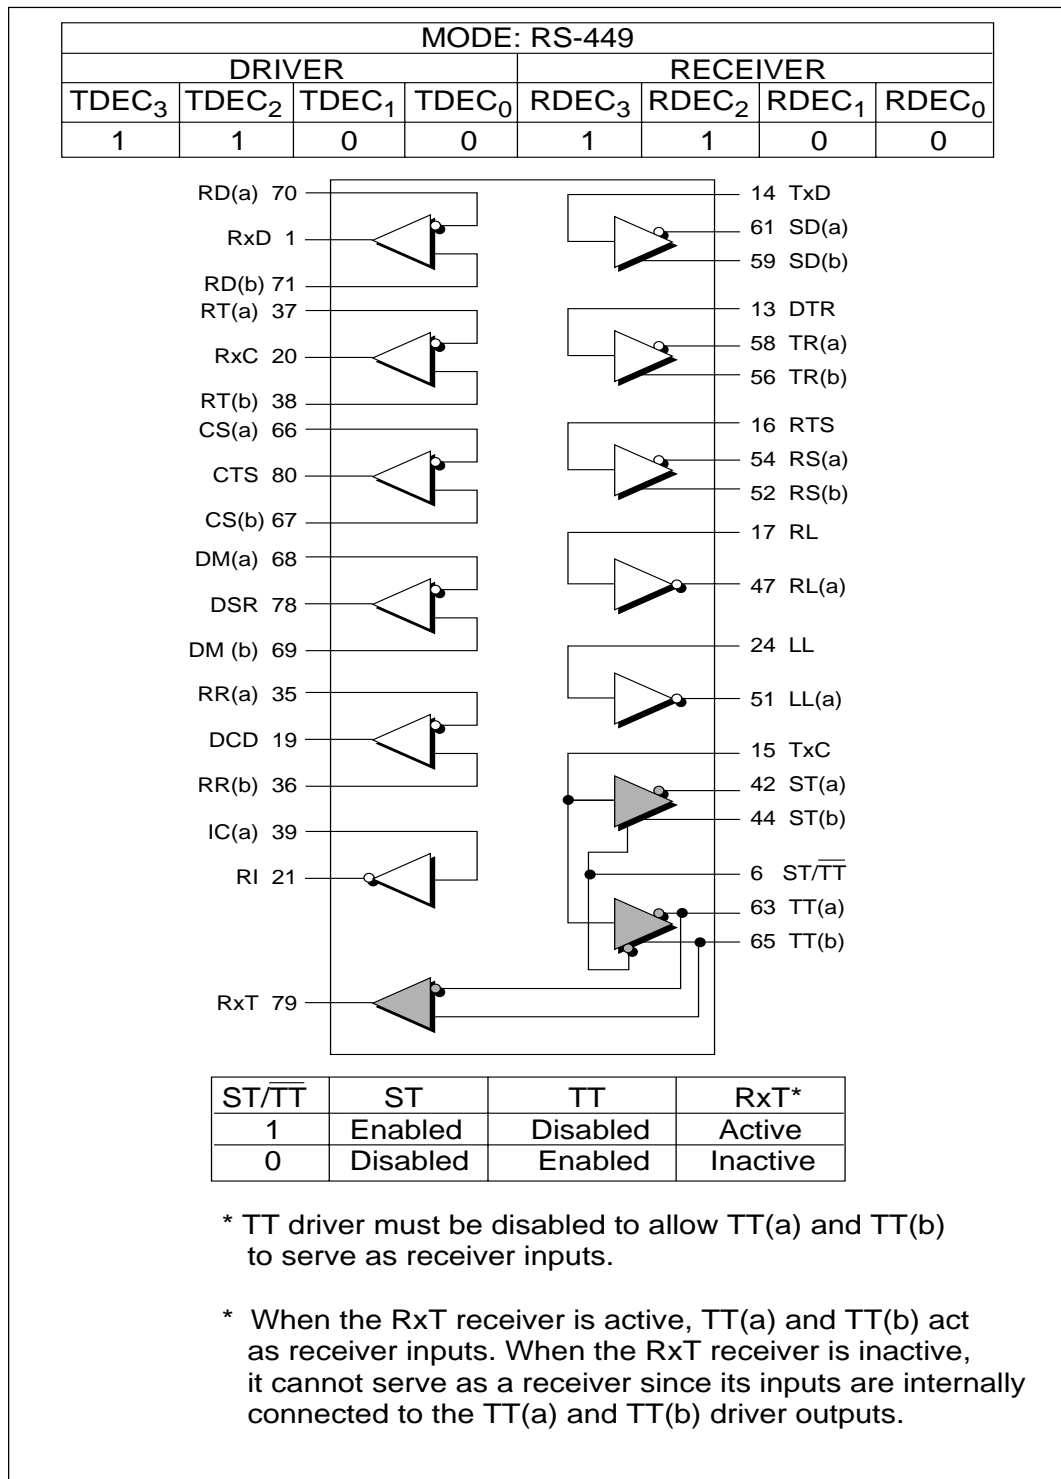 MODE: RS-449
DRIVER RECEIVER
TDEC3 TDEC2 TDEC1 TDEC0 RDEC3 RDEC2 RDEC1 RDEC0
1 1 0 0 1 1 0 0
RD(a) 70
RxD 1
RD(b) 71
RT(a) 37
RxC 20
RT(b) 38
CS(a) 66
CTS 80
CS(b) 67
DM(a) 68
DSR 78
DM (b) 69
RR(a) 35
DCD 19
RR(b) 36
IC(a) 39
RI 21
RxT 79
14 TxD
61 SD(a)
59 SD(b)
13 DTR
58 TR(a)
56 TR(b)
16 RTS
54 RS(a)
52 RS(b)
17 RL
47 RL(a)
24 LL
51 LL(a)
15 TxC
42 ST(a)
44 ST(b)
6 ST/T̅T̅
63 TT(a)
65 TT(b)
ST/T̅T̅ ST TT RxT*
1 Enabled Disabled Active
0 Disabled Enabled Inactive
* TT driver must be disabled to allow TT(a) and TT(b)
to serve as receiver inputs.
* When the RxT receiver is active, TT(a) and TT(b) act
as receiver inputs. When the RxT receiver is inactive,
it cannot serve as a receiver since its inputs are internally
connected to the TT(a) and TT(b) driver outputs.